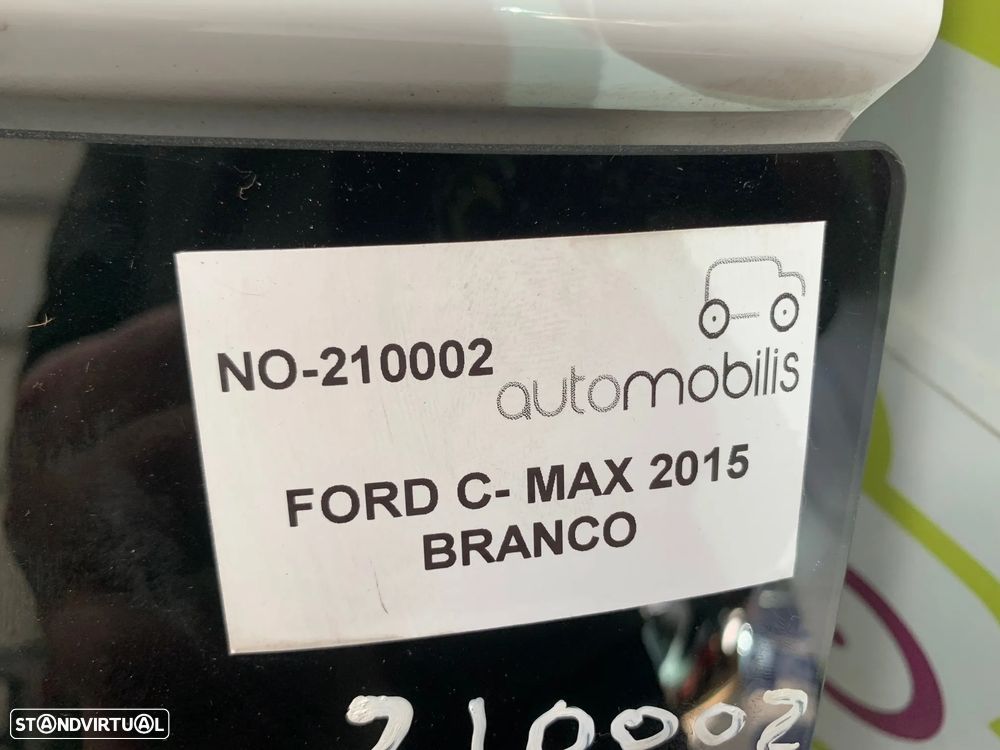 NO-210002
automobilis
FORD C- MAX 2015
BRANCO
210002
STANDVIRTUAL